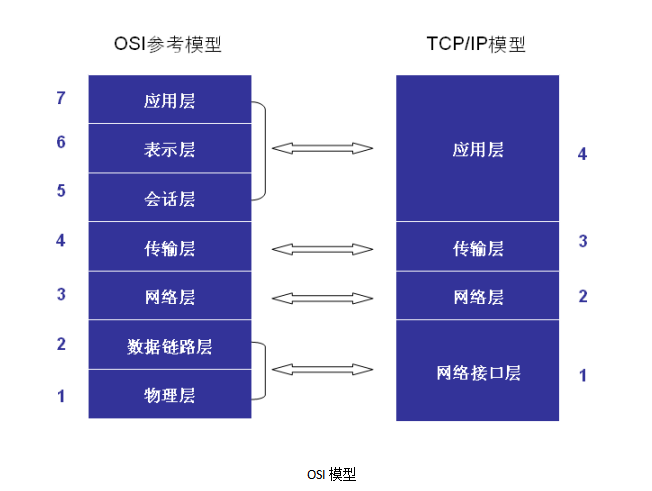 OSI参考模型
TCP/IP模型
7
应用层
6
表示层
5
会话层
4
传输层
3
网络层
2
数据链路层
1
物理层
应用层
4
传输层
3
网络层
2
网络接口层
1
OSI 模型